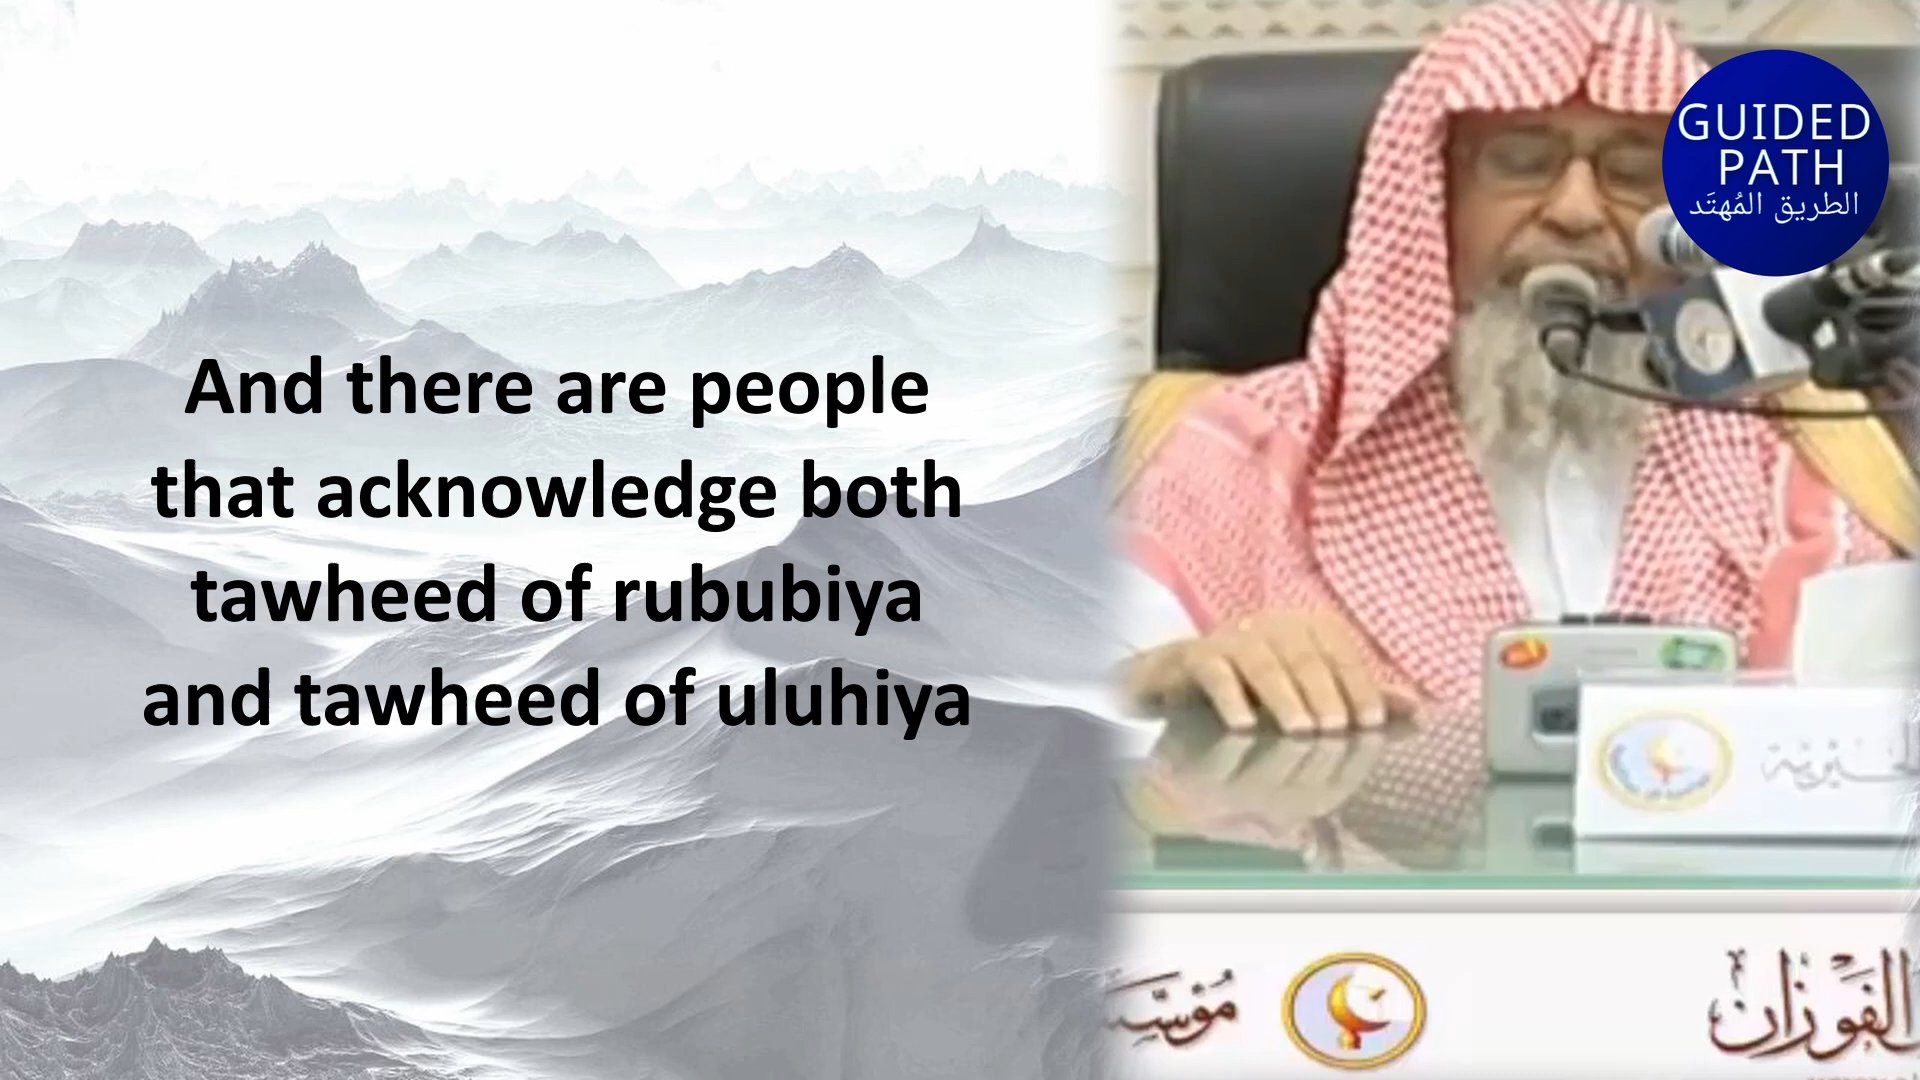 And there are people
that acknowledge both
tawheed of rububiya
and tawheed of uluhiya
GUIDED
PATH
الطريق المُهتَد
الخيرية
الفوزان